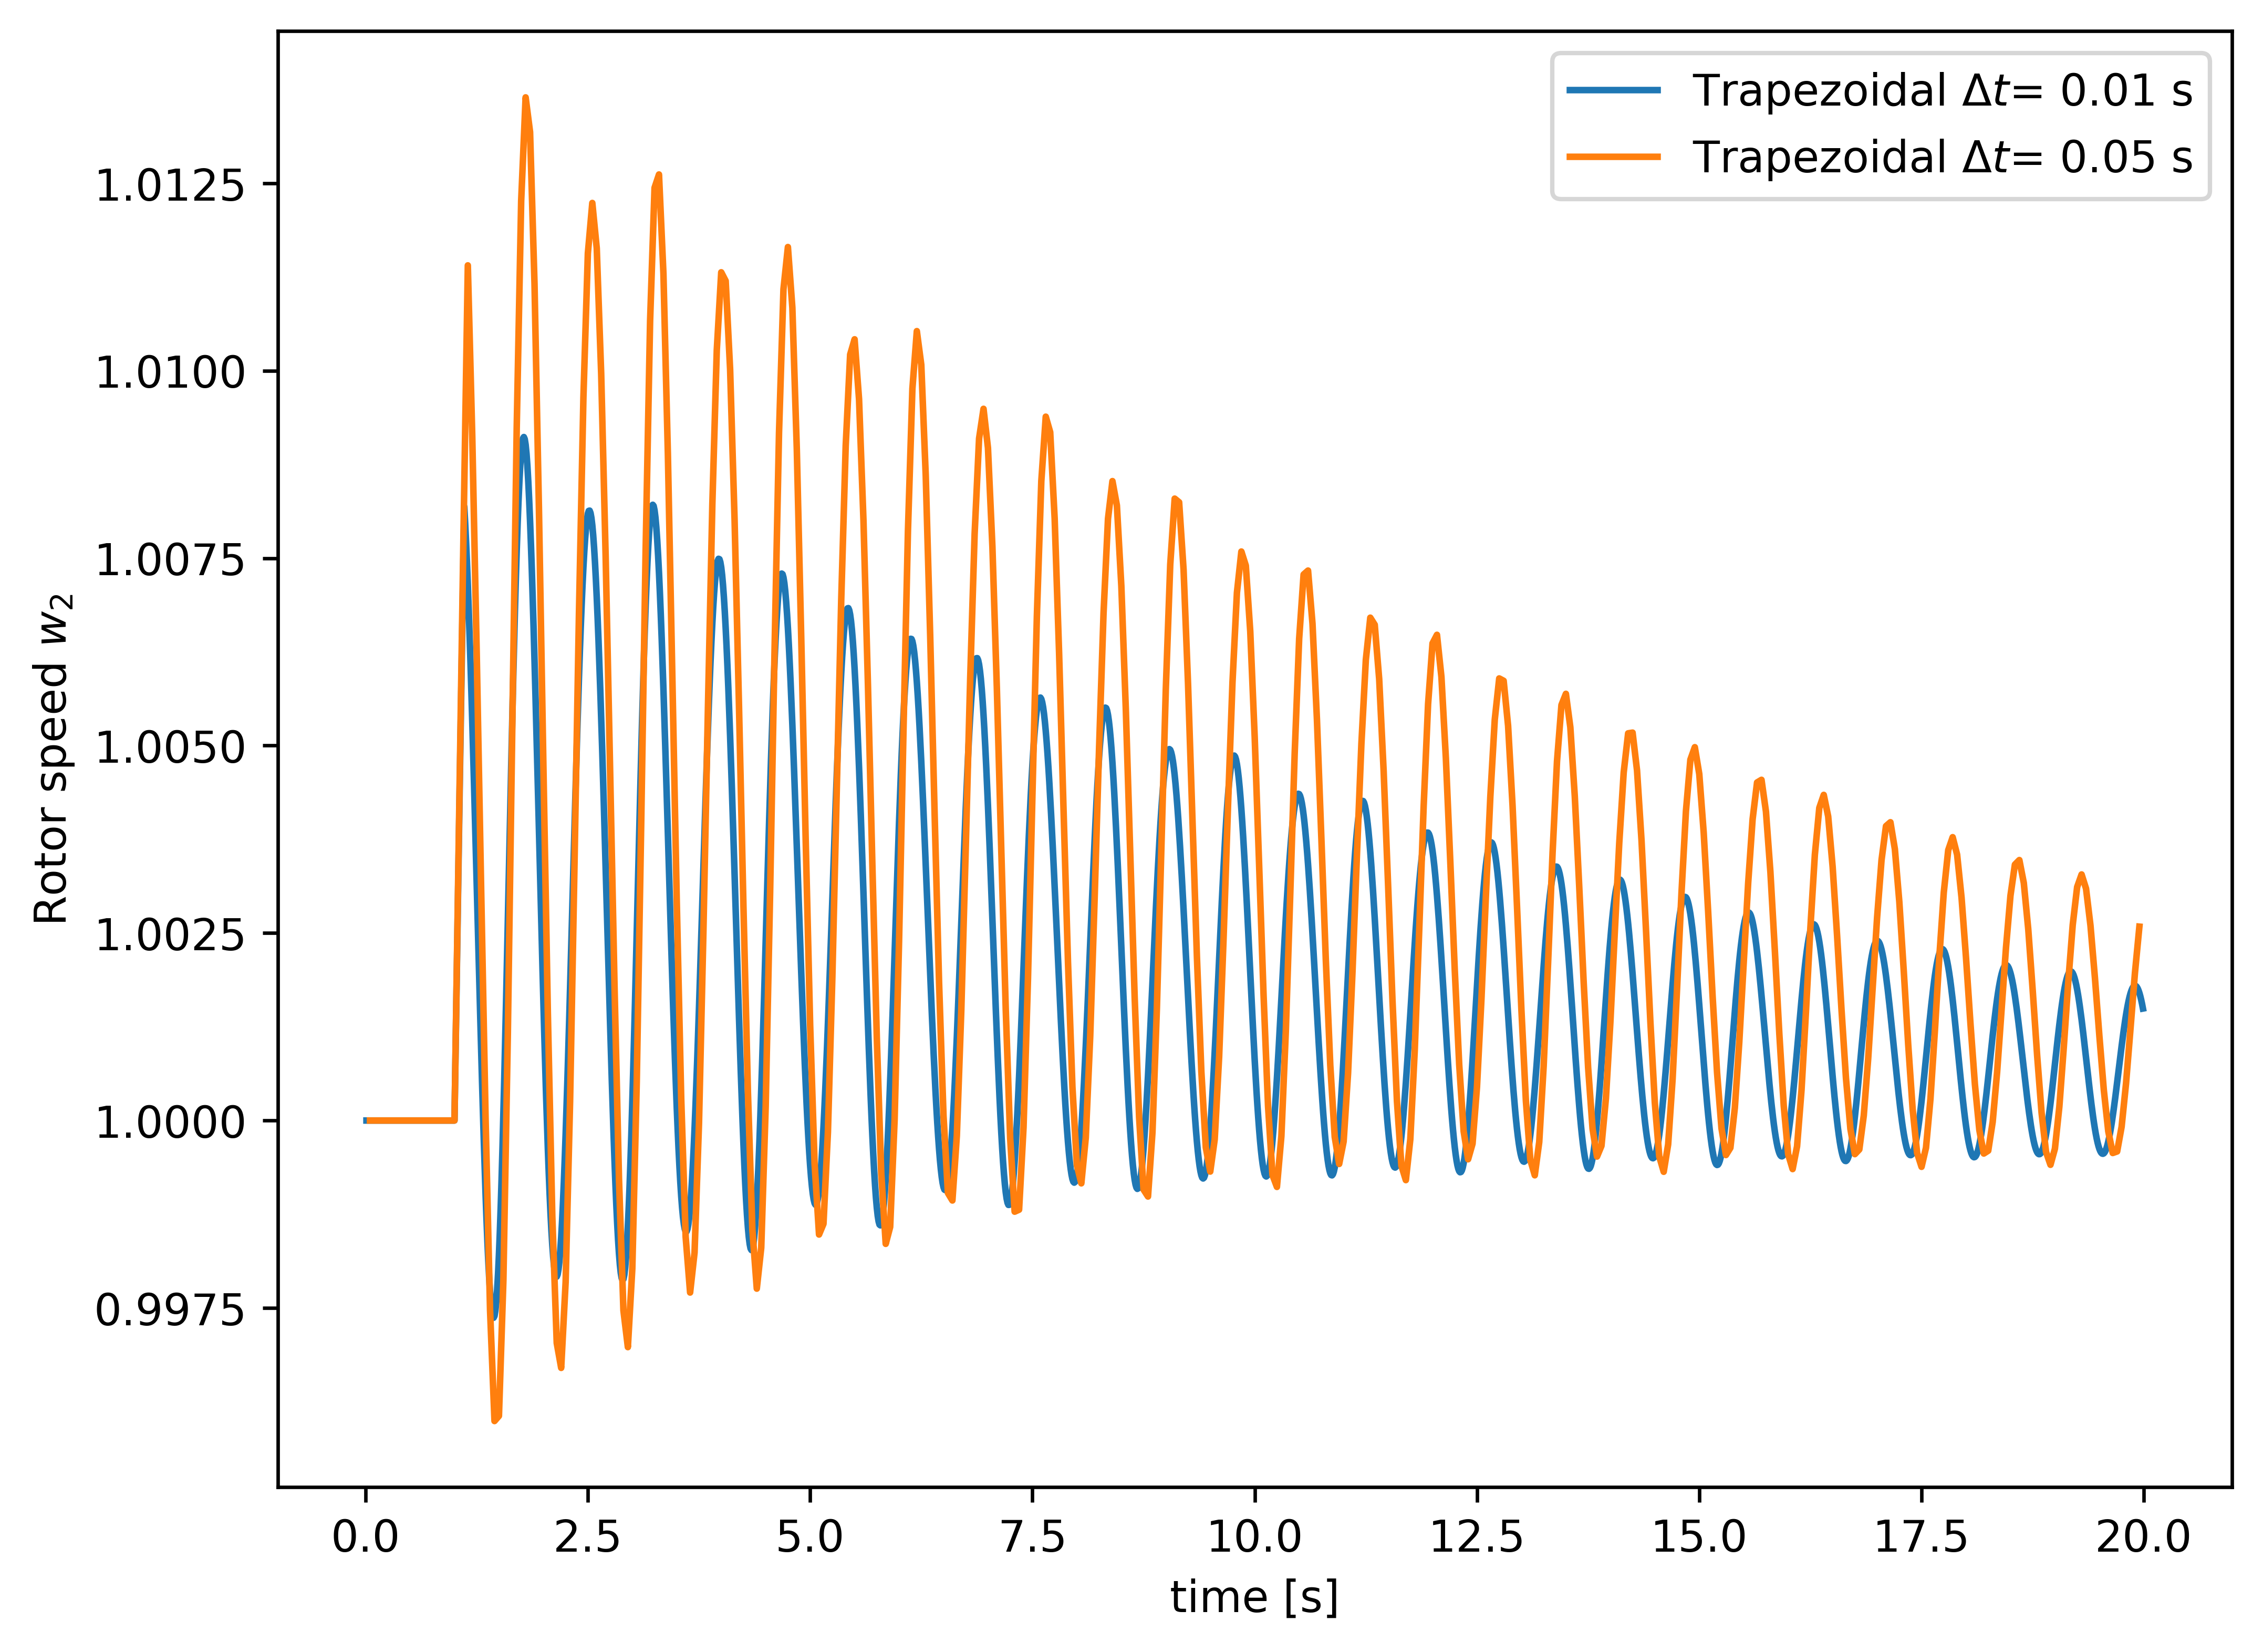 Trapezoidal Δt= 0.01 s
Trapezoidal Δt= 0.05 s
1.0125
1.0100
1.0075
1.0050
1.0025
1.0000
0.9975
Rotor speed w₂
0.0 2.5 5.0 7.5 10.0 12.5 15.0 17.5 20.0
time [s]